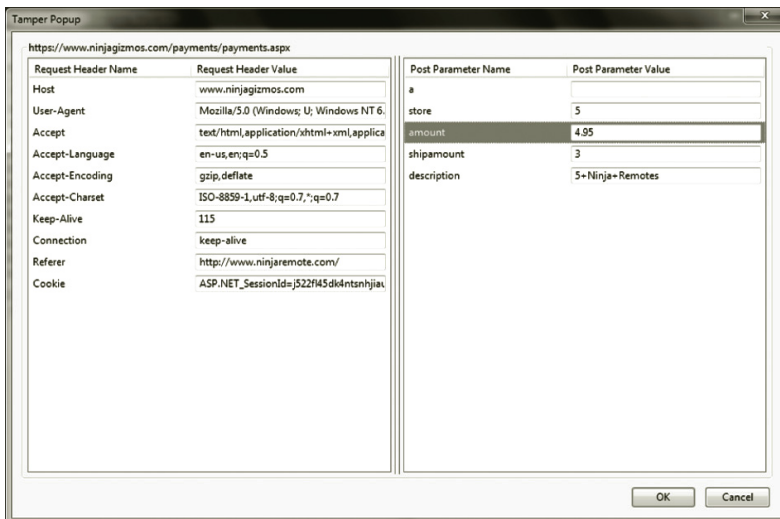 Tamper Popup
https://www.ninjagizmos.com/payments/payments.aspx
Request Header Name Request Header Value
Host www.ninjagizmos.com
User-Agent Mozilla/5.0 (Windows; U; Windows NT 6.
Accept text/html,application/xhtml+xml,applica
Accept-Language en-us,en;q=0.5
Accept-Encoding gzip,deflate
Accept-Charset ISO-8859-1,utf-8;q=0.7,*;q=0.7
Keep-Alive 115
Connection keep-alive
Referer http://www.ninjaremote.com/
Cookie ASP.NET_SessionId=j522fl45dk4ntsnhjiau
Post Parameter Name Post Parameter Value
a
store 5
amount 4.95
shipamount 3
description 5+Ninja+Remotes
OK Cancel